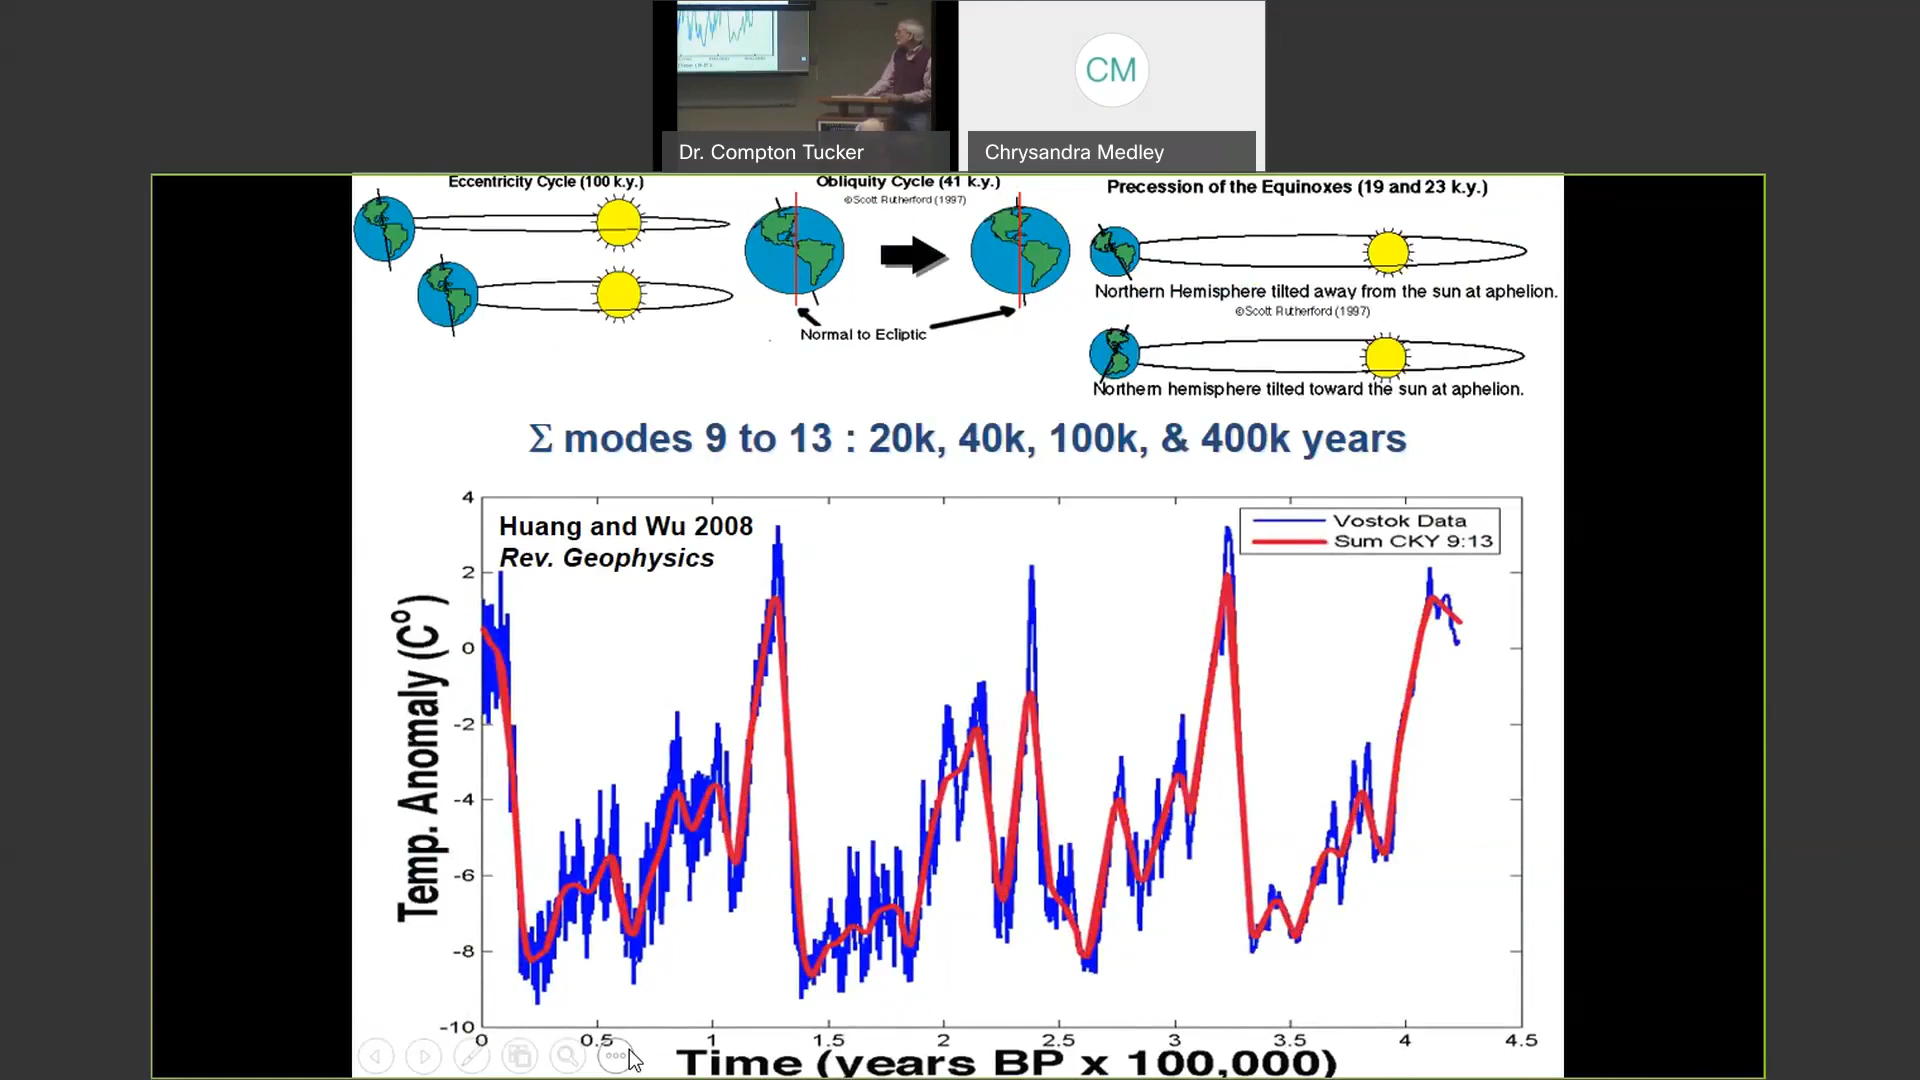 CM
Dr. Compton Tucker
Chrysandra Medley
Eccentricity Cycle (100 k.y.)
Obliquity Cycle (41 k.y.)
©Scott Rutherford (1997)
Normal to Ecliptic
Precession of the Equinoxes (19 and 23 k.y.)
Northern Hemisphere tilted away from the sun at aphelion.
©Scott Rutherford (1997)
Northern hemisphere tilted toward the sun at aphelion.
Σ modes 9 to 13 : 20k, 40k, 100k, & 400k years
Huang and Wu 2008
Rev. Geophysics
Vostok Data
Sum CKY 9:13
Temp. Anomaly (C°)
4
2
0
-2
-4
-6
-8
-10
0 0.5 1 1.5 2 2.5 3 3.5 4 4.5
Time (years BP x 100,000)